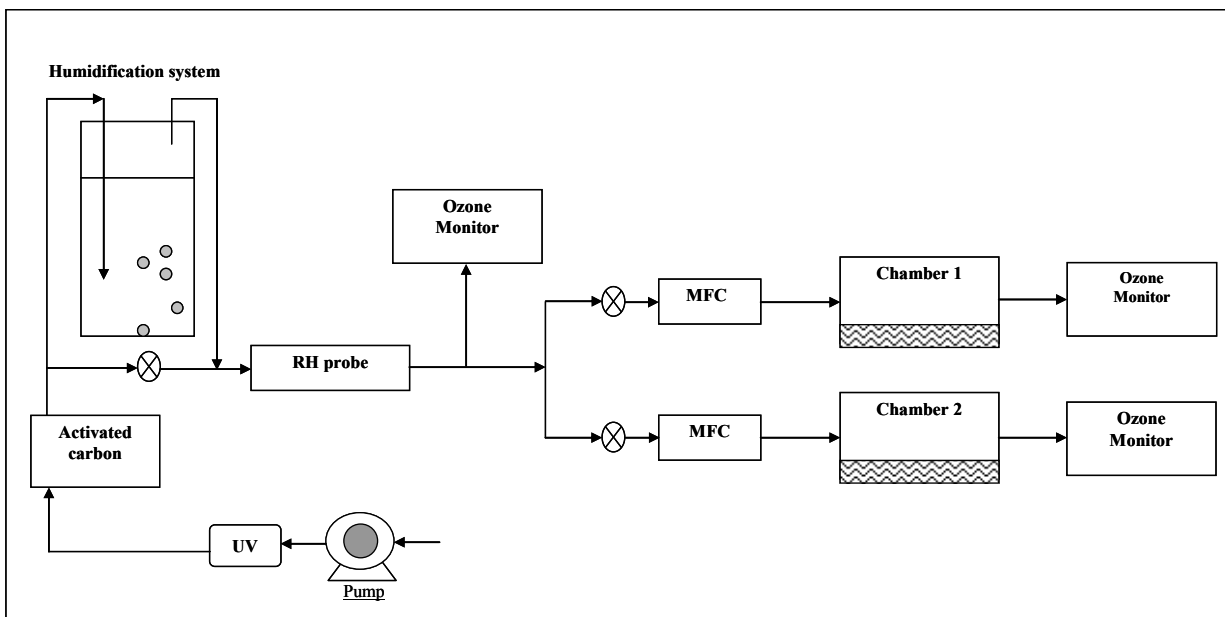 Humidification system
Ozone
Monitor
MFC
Chamber 1
Ozone
Monitor
RH probe
MFC
Chamber 2
Ozone
Monitor
Activated
carbon
UV
Pump